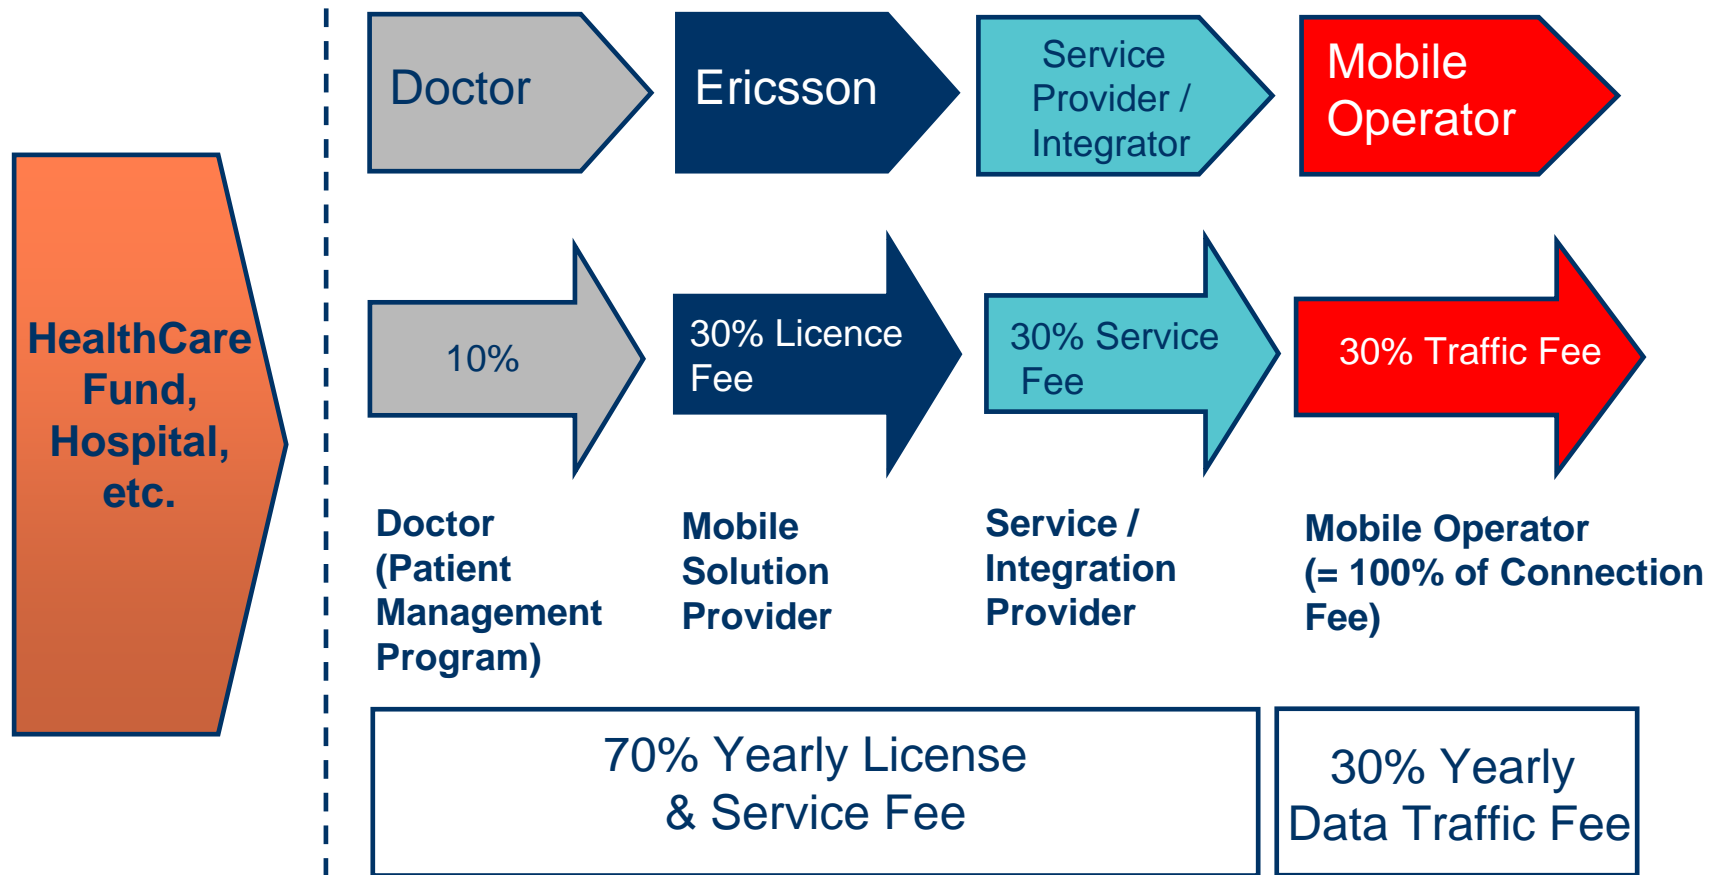 HealthCare
Fund,
Hospital,
etc.
Doctor
Ericsson
Service
Provider /
Integrator
Mobile
Operator
10%
30% Licence
Fee
30% Service
Fee
30% Traffic Fee
Doctor
(Patient
Management
Program)
Mobile
Solution
Provider
Service /
Integration
Provider
Mobile Operator
(= 100% of Connection
Fee)
70% Yearly License
& Service Fee
30% Yearly
Data Traffic Fee